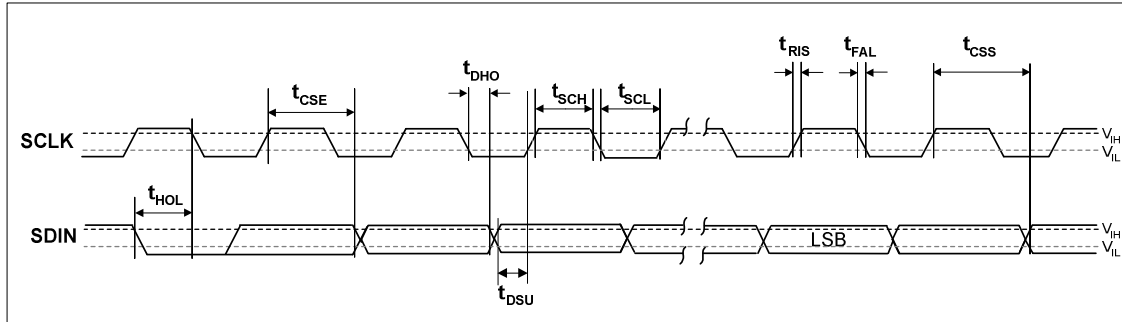 tRIS tFAL tCSS
tDHO
tCSE tSCH tSCL
SCLK VIH
VIL
tHOL
SDIN LSB VIH
VIL
tDSU